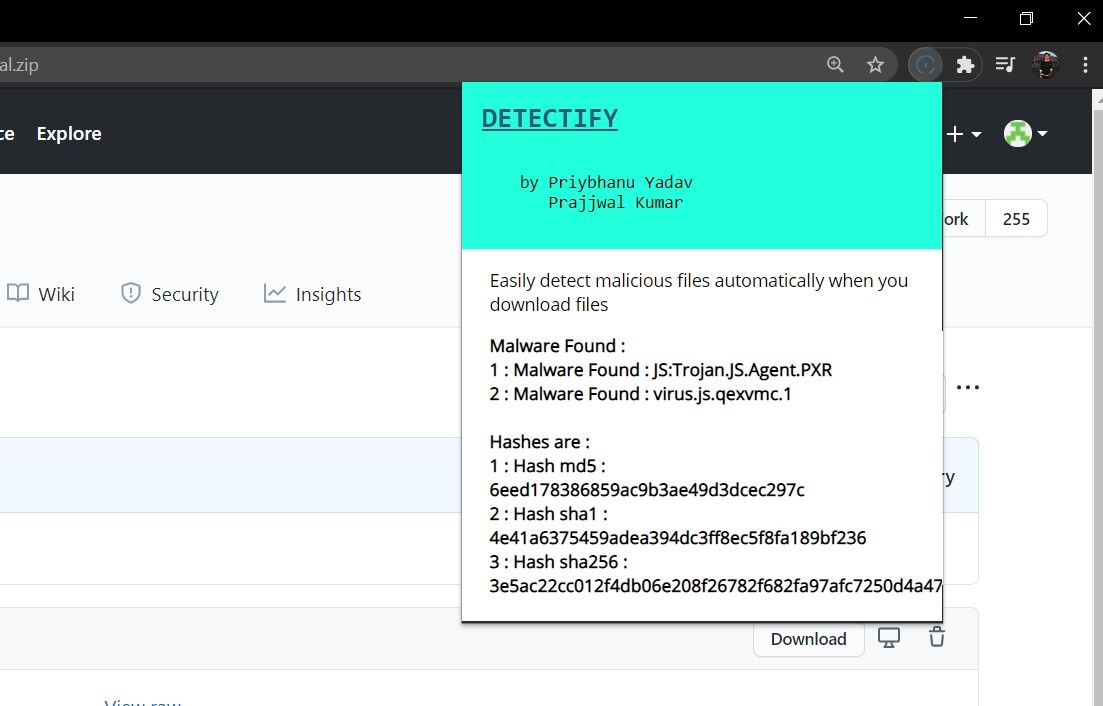 al.zip
ce Explore
DETECTIFY
by Priybhanu Yadav
Prajjwal Kumar
ork 255
Wiki Security Insights
Easily detect malicious files automatically when you
download files
Malware Found :
1 : Malware Found : JS:Trojan.JS.Agent.PXR
2 : Malware Found : virus.js.qexvmc.1
Hashes are :
1 : Hash md5 :
6eed178386859ac9b3ae49d3dcec297c
2 : Hash sha1 :
4e41a6375459adea394dc3ff8ec5f8fa189bf236
3 : Hash sha256 :
3e5ac22cc012f4db06e208f26782f682fa97afc7250d4a47
ry
Download
View raw